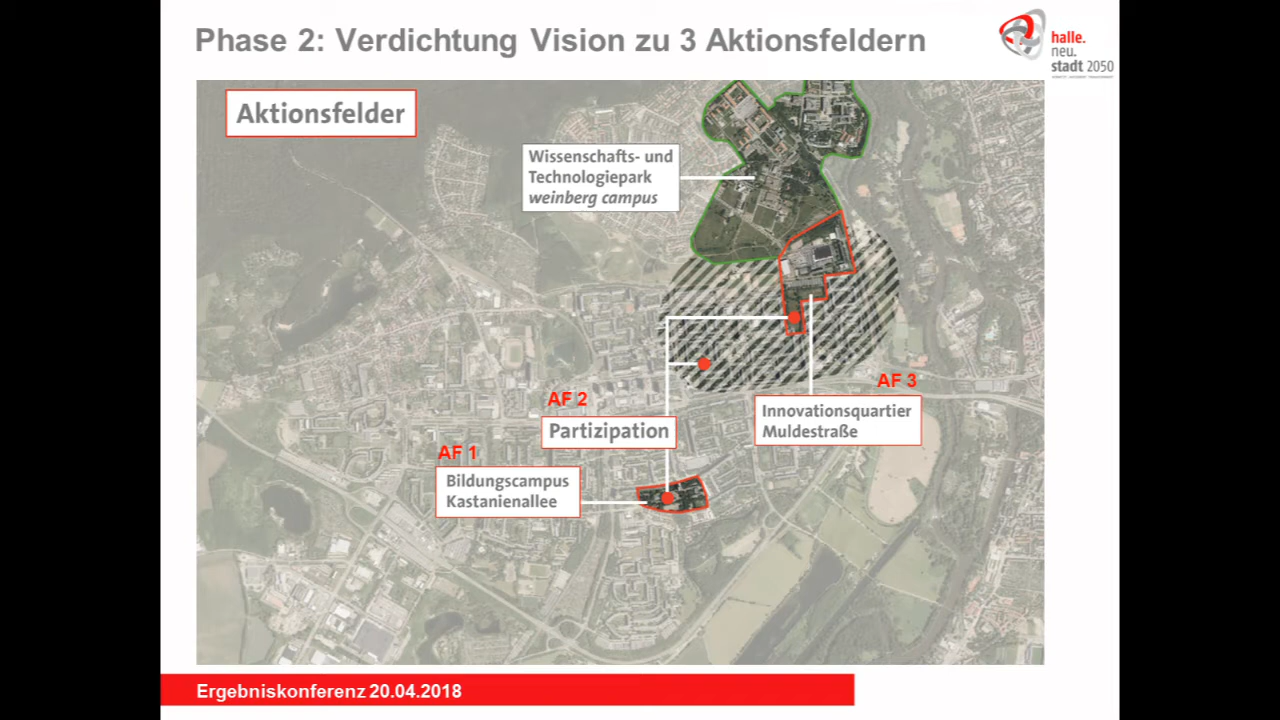 Phase 2: Verdichtung Vision zu 3 Aktionsfeldern
halle.
neu.
stadt 2050
Aktionsfelder
Wissenschafts- und
Technologiepark
weinberg campus
AF 3
Innovationsquartier
Muldestraße
AF 2
Partizipation
AF 1
Bildungscampus
Kastanienallee
Ergebniskonferenz 20.04.2018